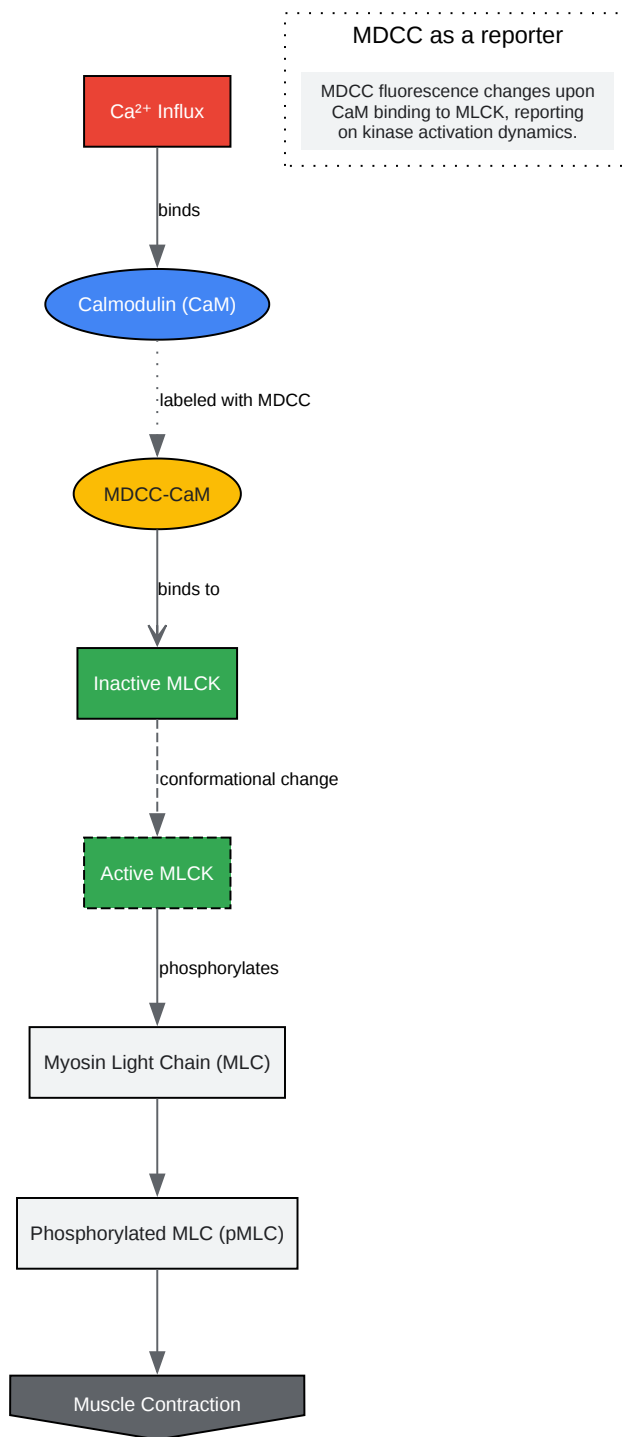 MDCC as a reporter
MDCC fluorescence changes upon
CaM binding to MLCK, reporting
on kinase activation dynamics.
Ca²⁺ Influx
binds
Calmodulin (CaM)
labeled with MDCC
MDCC-CaM
binds to
Inactive MLCK
conformational change
Active MLCK
phosphorylates
Myosin Light Chain (MLC)
Phosphorylated MLC (pMLC)
Muscle Contraction